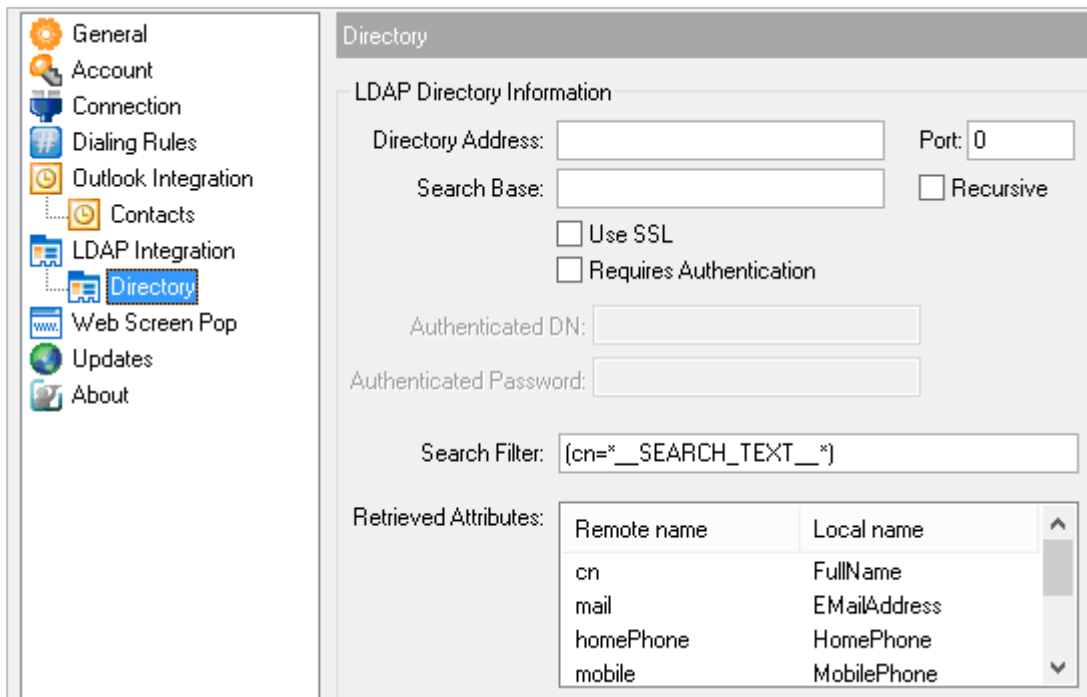 General
Account
Connection
Dialing Rules
Outlook Integration
Contacts
LDAP Integration
Directory
Web Screen Pop
Updates
About
Directory
LDAP Directory Information
Directory Address: Port: 0
Search Base: Recursive
Use SSL
Requires Authentication
Authenticated DN:
Authenticated Password:
Search Filter: (cn=*__SEARCH_TEXT__*)
Retrieved Attributes: Remote name Local name
cn FullName
mail EMailAddress
homePhone HomePhone
mobile MobilePhone